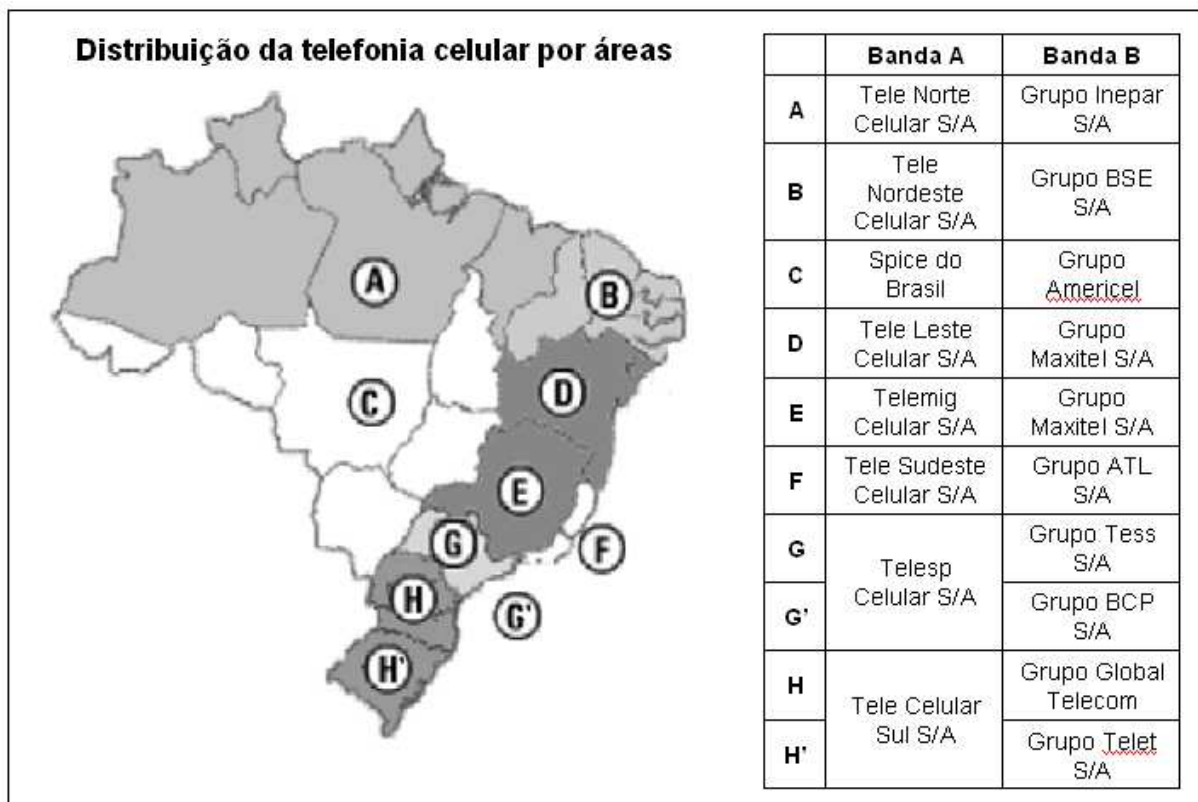 Distribuição da telefonia celular por áreas
A
B
C
D
E
F
G
G'
H
H'
Banda A
Banda B
A
Tele Norte
Celular S/A
Grupo Inepar
S/A
B
Tele
Nordeste
Celular S/A
Grupo BSE
S/A
C
Spice do
Brasil
Grupo
Americel
D
Tele Leste
Celular S/A
Grupo
Maxitel S/A
E
Telemig
Celular S/A
Grupo
Maxitel S/A
F
Tele Sudeste
Celular S/A
Grupo ATL
S/A
G
Telesp
Celular S/A
Grupo Tess
S/A
G'
Grupo BCP
S/A
H
Tele Celular
Sul S/A
Grupo Global
Telecom
H'
Grupo Telet
S/A